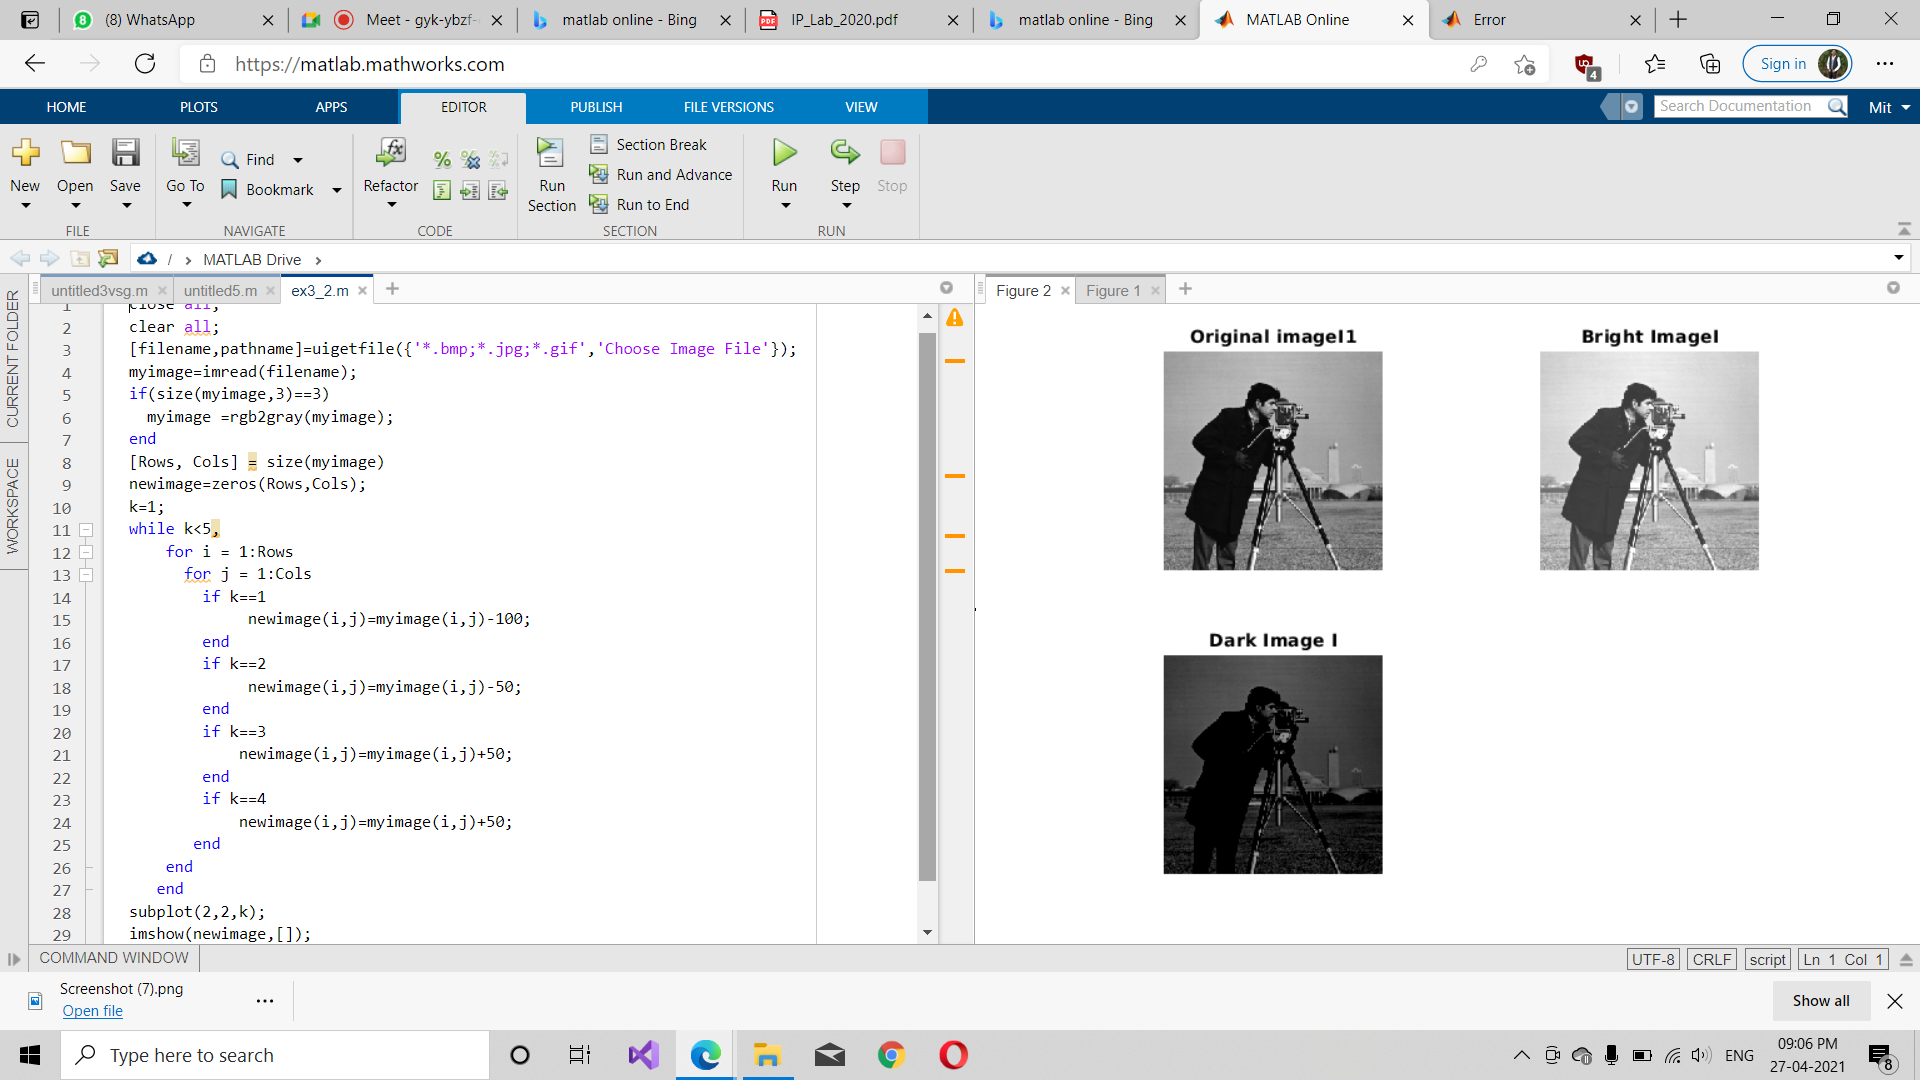 (8) WhatsApp
Meet - gyk-ybzf-
matlab online - Bing
IP_Lab_2020.pdf
matlab online - Bing
MATLAB Online
Error
https://matlab.mathworks.com
4
Sign in
HOME
PLOTS
APPS
EDITOR
PUBLISH
FILE VERSIONS
VIEW
Search Documentation
Mit
New
Open
Save
Go To
Find
Bookmark
Refactor
Run Section
Section Break
Run and Advance
Run to End
Run
Step
Stop
FILE
NAVIGATE
CODE
SECTION
RUN
/ › MATLAB Drive ›
CURRENT FOLDER
WORKSPACE
untitled3vsg.m
untitled5.m
ex3_2.m
1 close all;
2 clear all;
3 [filename,pathname]=uigetfile({'*.bmp;*.jpg;*.gif','Choose Image File'});
4 myimage=imread(filename);
5 if(size(myimage,3)==3)
6 myimage =rgb2gray(myimage);
7 end
8 [Rows, Cols] = size(myimage)
9 newimage=zeros(Rows,Cols);
10 k=1;
11 while k<5,
12 for i = 1:Rows
13 for j = 1:Cols
14 if k==1
15 newimage(i,j)=myimage(i,j)-100;
16 end
17 if k==2
18 newimage(i,j)=myimage(i,j)-50;
19 end
20 if k==3
21 newimage(i,j)=myimage(i,j)+50;
22 end
23 if k==4
24 newimage(i,j)=myimage(i,j)+50;
25 end
26 end
27 end
28 subplot(2,2,k);
29 imshow(newimage,[]);
Figure 2
Figure 1
Original imageI1
Bright ImageI
Dark Image I
COMMAND WINDOW
UTF-8
CRLF
script
Ln 1 Col 1
Screenshot (7).png
Open file
Show all
Type here to search
ENG
09:06 PM
27-04-2021
8